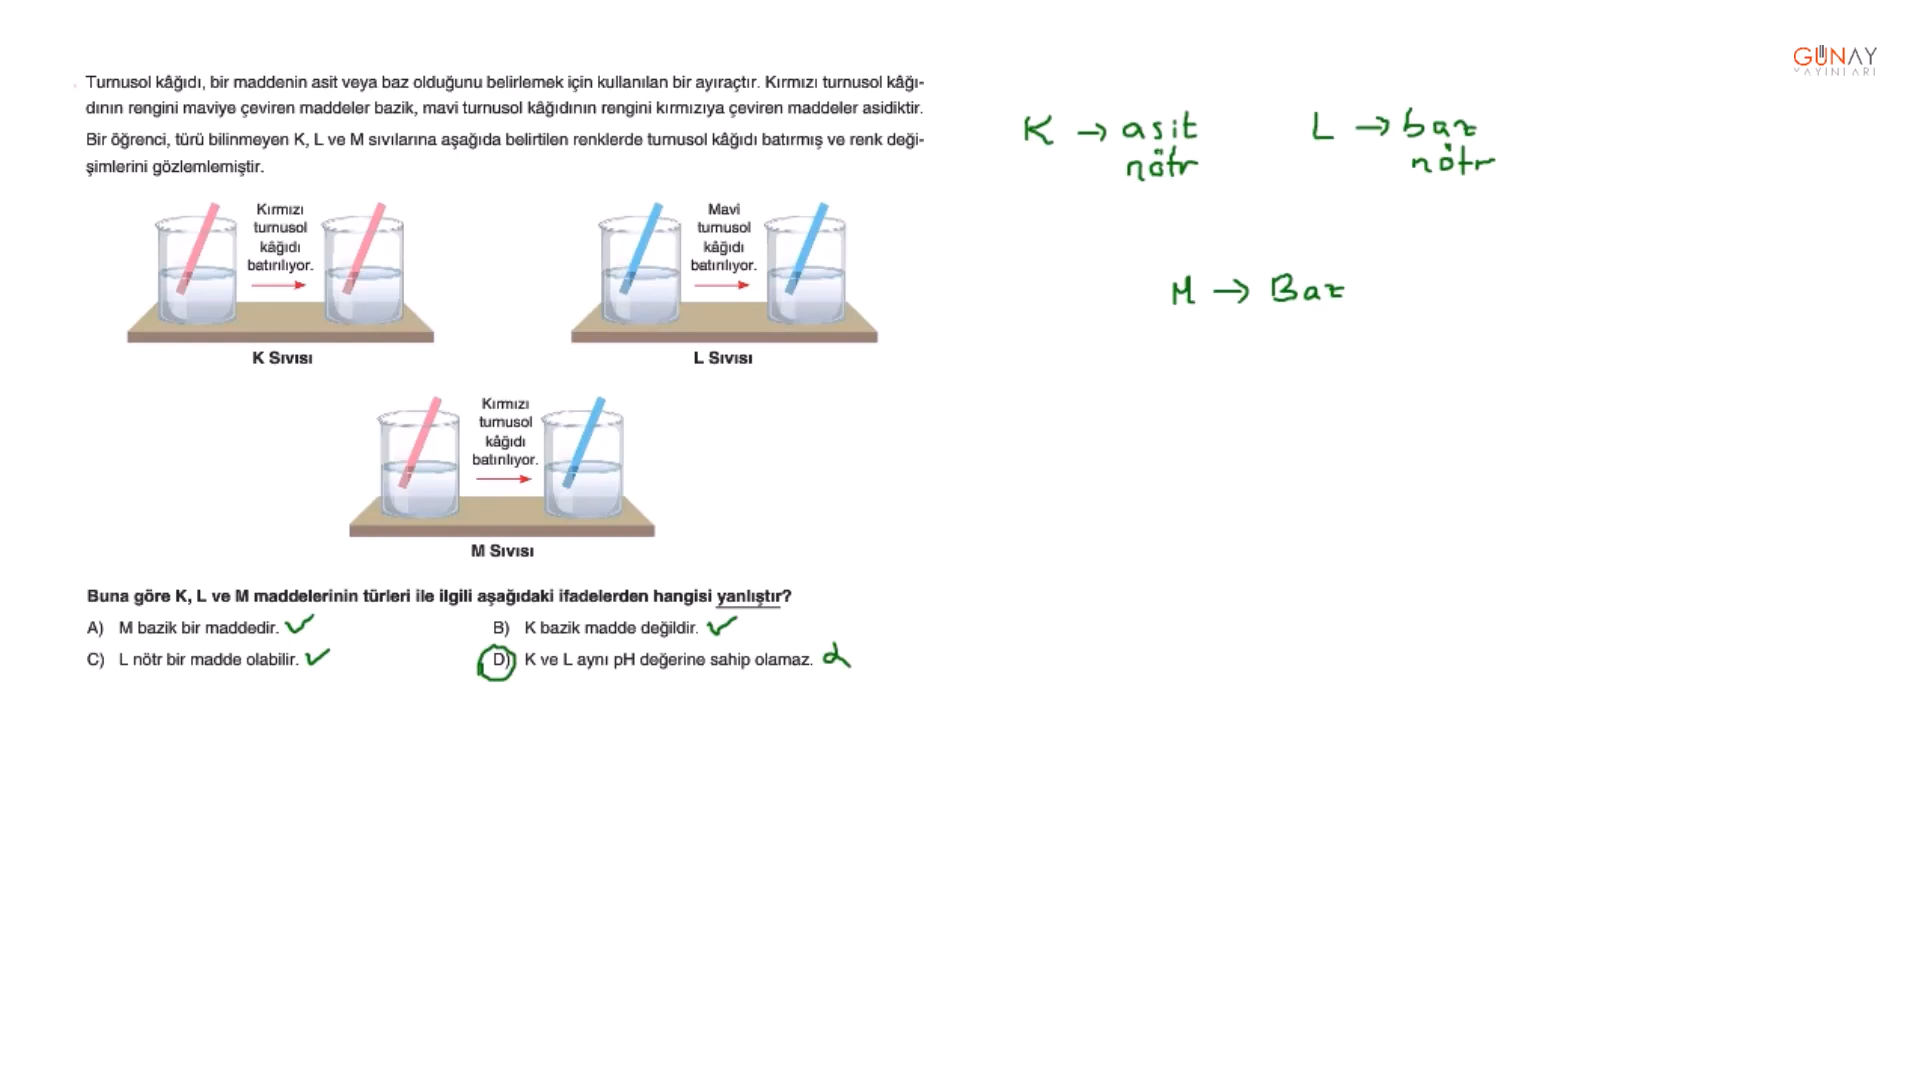 GÜNAY
YAYINLARI
Turnusol kâğıdı, bir maddenin asit veya baz olduğunu belirlemek için kullanılan bir ayıraçtır. Kırmızı turnusol kâğı-
dının rengini maviye çeviren maddeler bazik, mavi turnusol kâğıdının rengini kırmızıya çeviren maddeler asidiktir.
Bir öğrenci, türü bilinmeyen K, L ve M sıvılarına aşağıda belirtilen renklerde turnusol kâğıdı batırmış ve renk deği-
şimlerini gözlemlemiştir.
K → asit
nötr
L → baz
nötr
Kırmızı
turnusol
kâğıdı
batırılıyor.
K Sıvısı
Mavi
turnusol
kâğıdı
batırılıyor.
L Sıvısı
M → Baz
Kırmızı
turnusol
kâğıdı
batırılıyor.
M Sıvısı
Buna göre K, L ve M maddelerinin türleri ile ilgili aşağıdaki ifadelerden hangisi yanlıştır?
A) M bazik bir maddedir. ✓
B) K bazik madde değildir. ✓
C) L nötr bir madde olabilir. ✓
D) K ve L aynı pH değerine sahip olamaz.